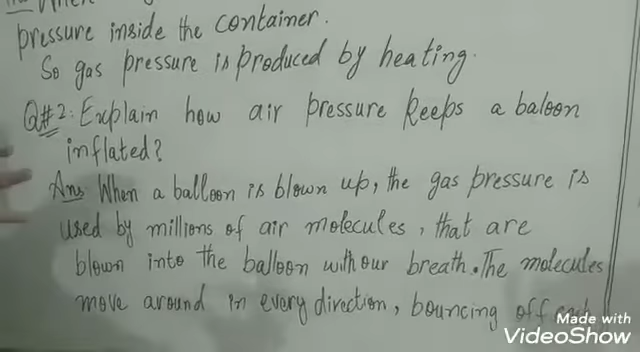 pressure inside the container.
So gas pressure is produced by heating.
Q#2: Explain how air pressure keeps a baloon
inflated?
Ans When a balloon is blown up, the gas pressure is
used by millions of air molecules, that are
blown into the balloon with our breath. The molecules
move around in every direction, bouncing off
Made with
VideoShow